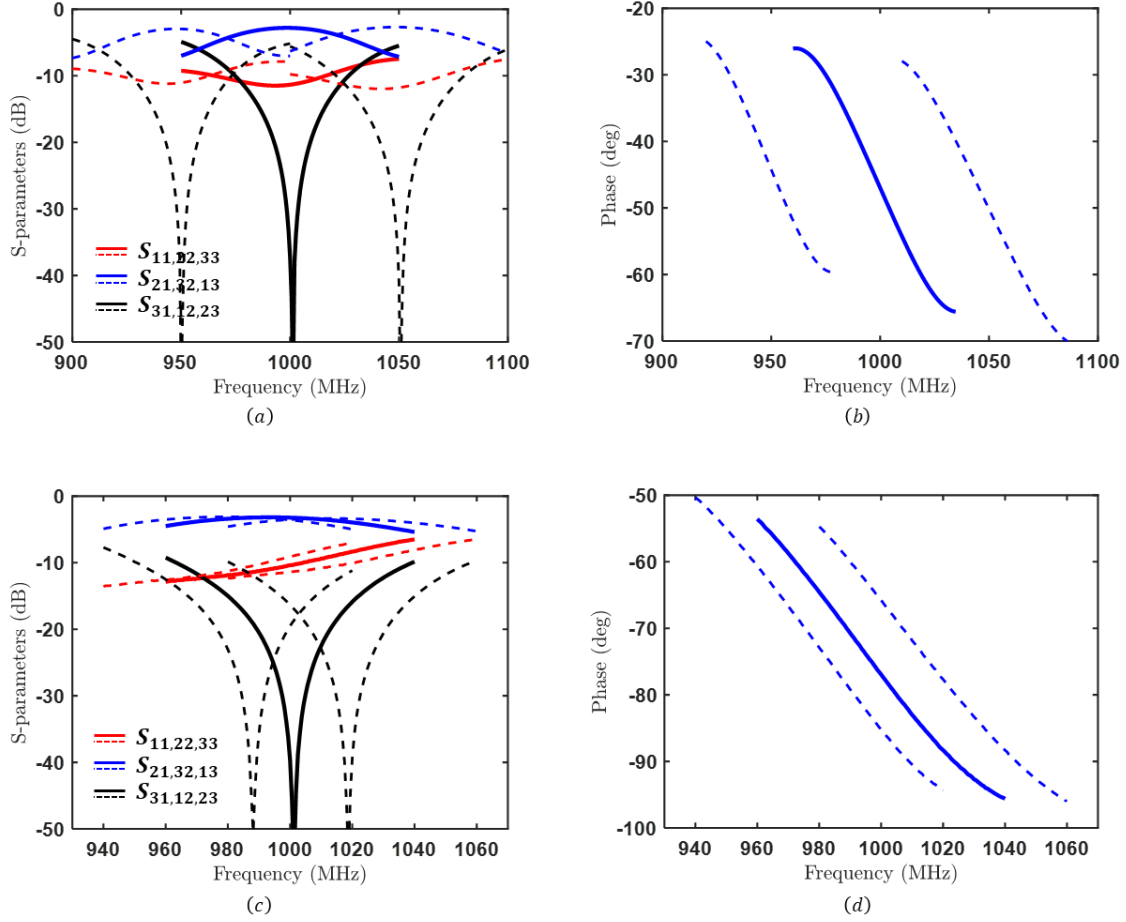 0
-10
-20
-30
-40
-50
S-parameters (dB)
S11,22,33
S21,32,13
S31,12,23
900 950 1000 1050 1100
Frequency (MHz)
(a)
-20
-30
-40
-50
-60
-70
Phase (deg)
900 950 1000 1050 1100
Frequency (MHz)
(b)
0
-10
-20
-30
-40
-50
S-parameters (dB)
S11,22,33
S21,32,13
S31,12,23
940 960 980 1000 1020 1040 1060
Frequency (MHz)
(c)
-50
-60
-70
-80
-90
-100
Phase (deg)
940 960 980 1000 1020 1040 1060
Frequency (MHz)
(d)